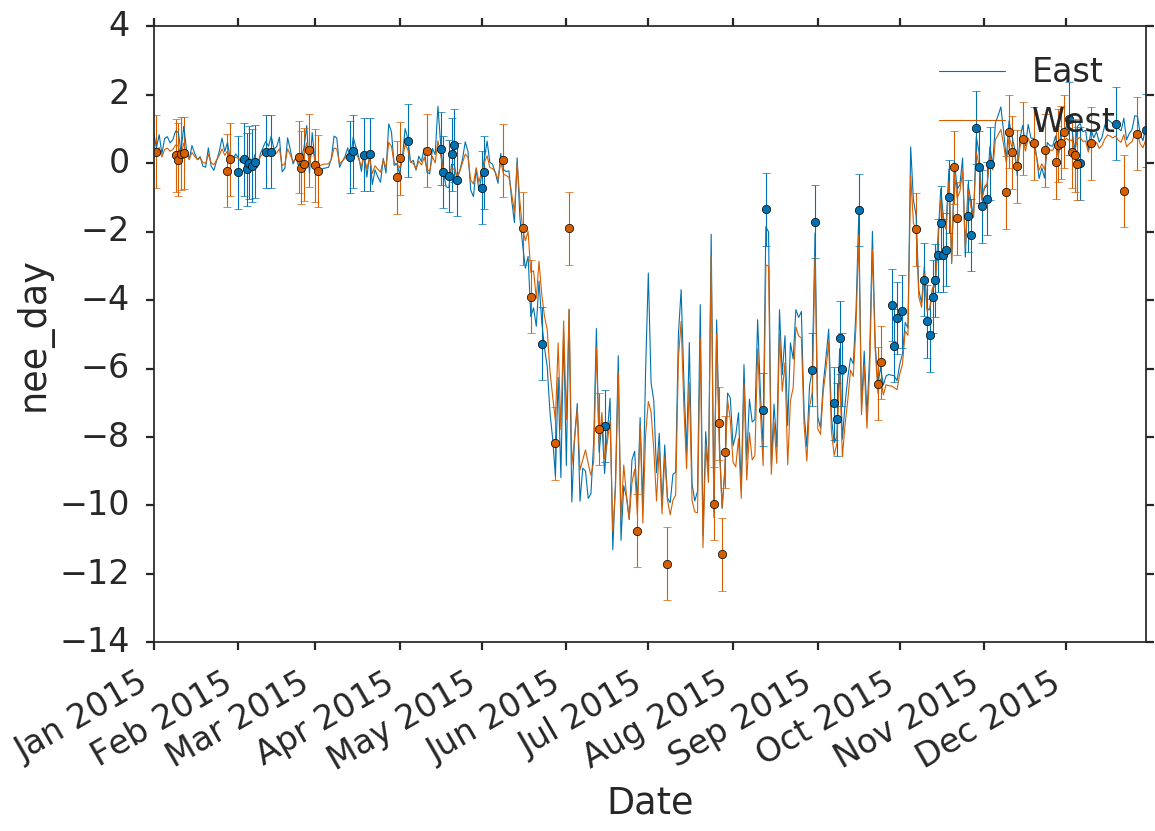 4
2
0
−2
−4
−6
−8
−10
−12
−14
nee_day
East
West
Jan 2015
Feb 2015
Mar 2015
Apr 2015
May 2015
Jun 2015
Jul 2015
Aug 2015
Sep 2015
Oct 2015
Nov 2015
Dec 2015
Date